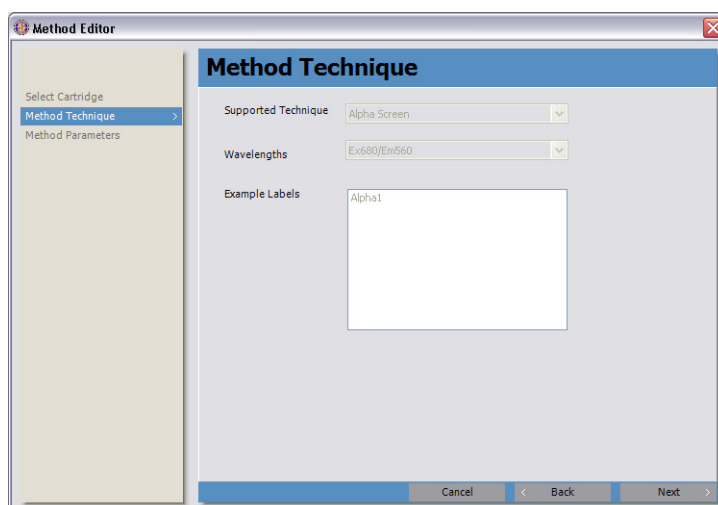 Method Editor
Method Technique
Select Cartridge
Method Technique >
Method Parameters
Supported Technique Alpha Screen
Wavelengths Ex680/Em560
Example Labels Alpha1
Cancel < Back Next >